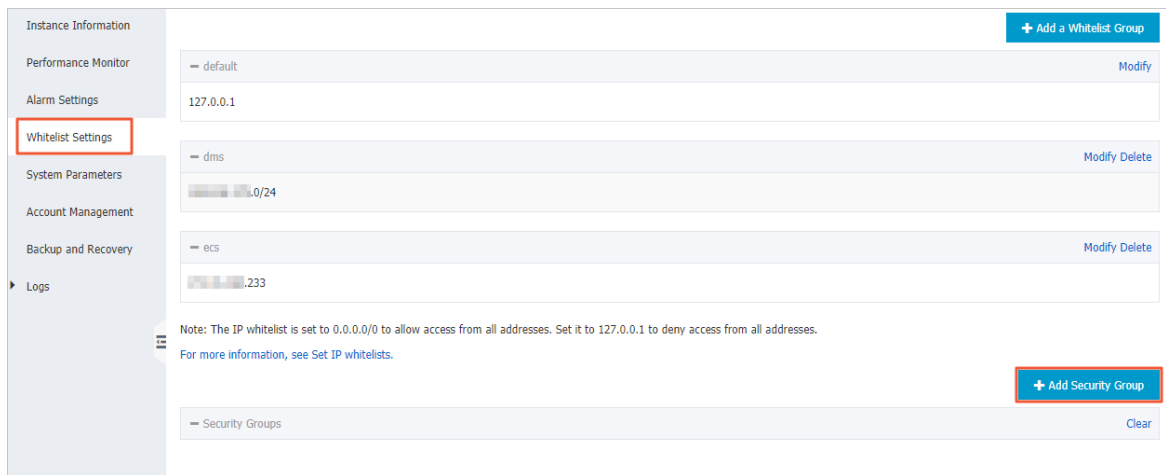 Instance Information
Performance Monitor
Alarm Settings
Whitelist Settings
System Parameters
Account Management
Backup and Recovery
Logs
Add a Whitelist Group
default Modify
127.0.0.1
dms Modify Delete
.0/24
ecs Modify Delete
.233
Note: The IP whitelist is set to 0.0.0.0/0 to allow access from all addresses. Set it to 127.0.0.1 to deny access from all addresses.
For more information, see Set IP whitelists.
Add Security Group
Security Groups Clear